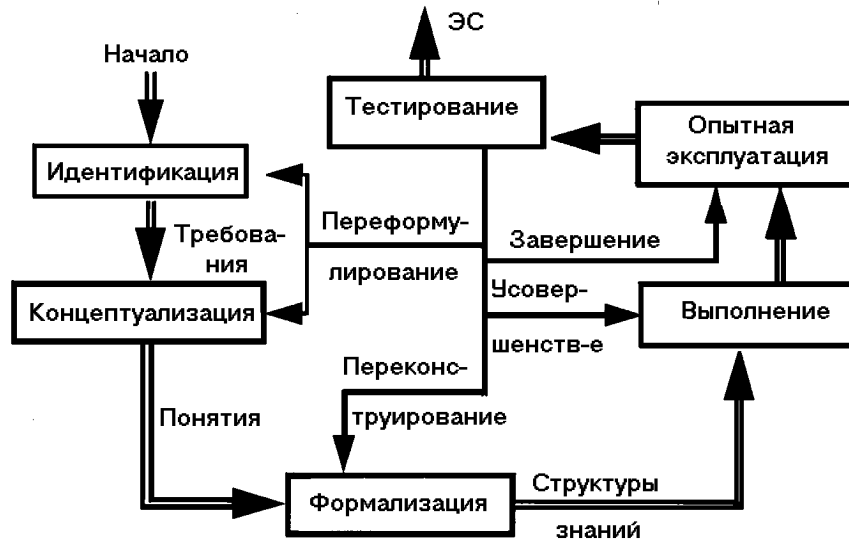 ЭС
Начало
Тестирование
Опытная
эксплуатация
Идентификация
Требова-
ния
Переформу-
лирование
Завершение
Концептуализация
Усовер-
шенств-е
Выполнение
Переконс-
труирование
Понятия
Формализация
Структуры
знаний